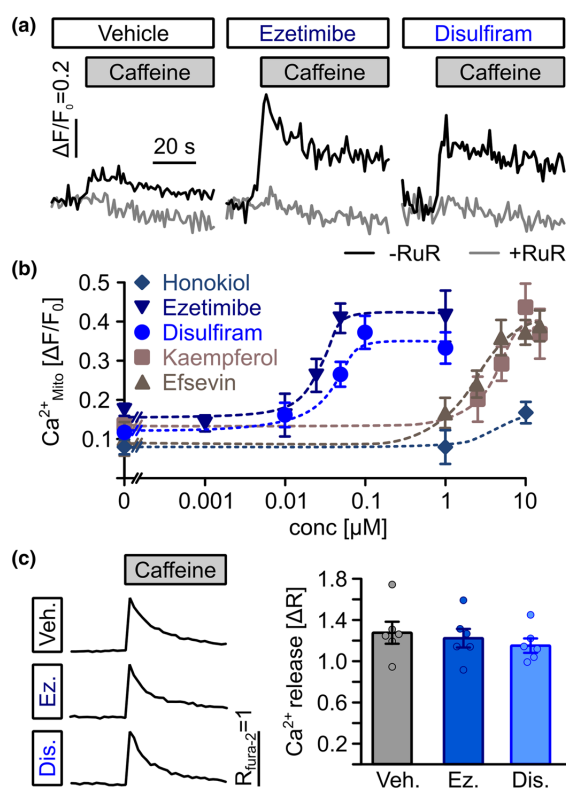 (a)
Vehicle Ezetimibe Disulfiram
Caffeine Caffeine Caffeine
ΔF/F₀=0.2
20 s
-RuR +RuR
(b)
Ca²⁺Mito [ΔF/F₀]
0.5
0.4
0.3
0.2
0.1
Honokiol
Ezetimibe
Disulfiram
Kaempferol
Efsevin
0 0.001 0.01 0.1 1 10
conc [µM]
(c)
Caffeine
Veh.
Ez.
Dis.
Rfura-2=1
Ca²⁺ release [ΔR]
1.8
1.4
1.0
0.6
0.2
Veh. Ez. Dis.